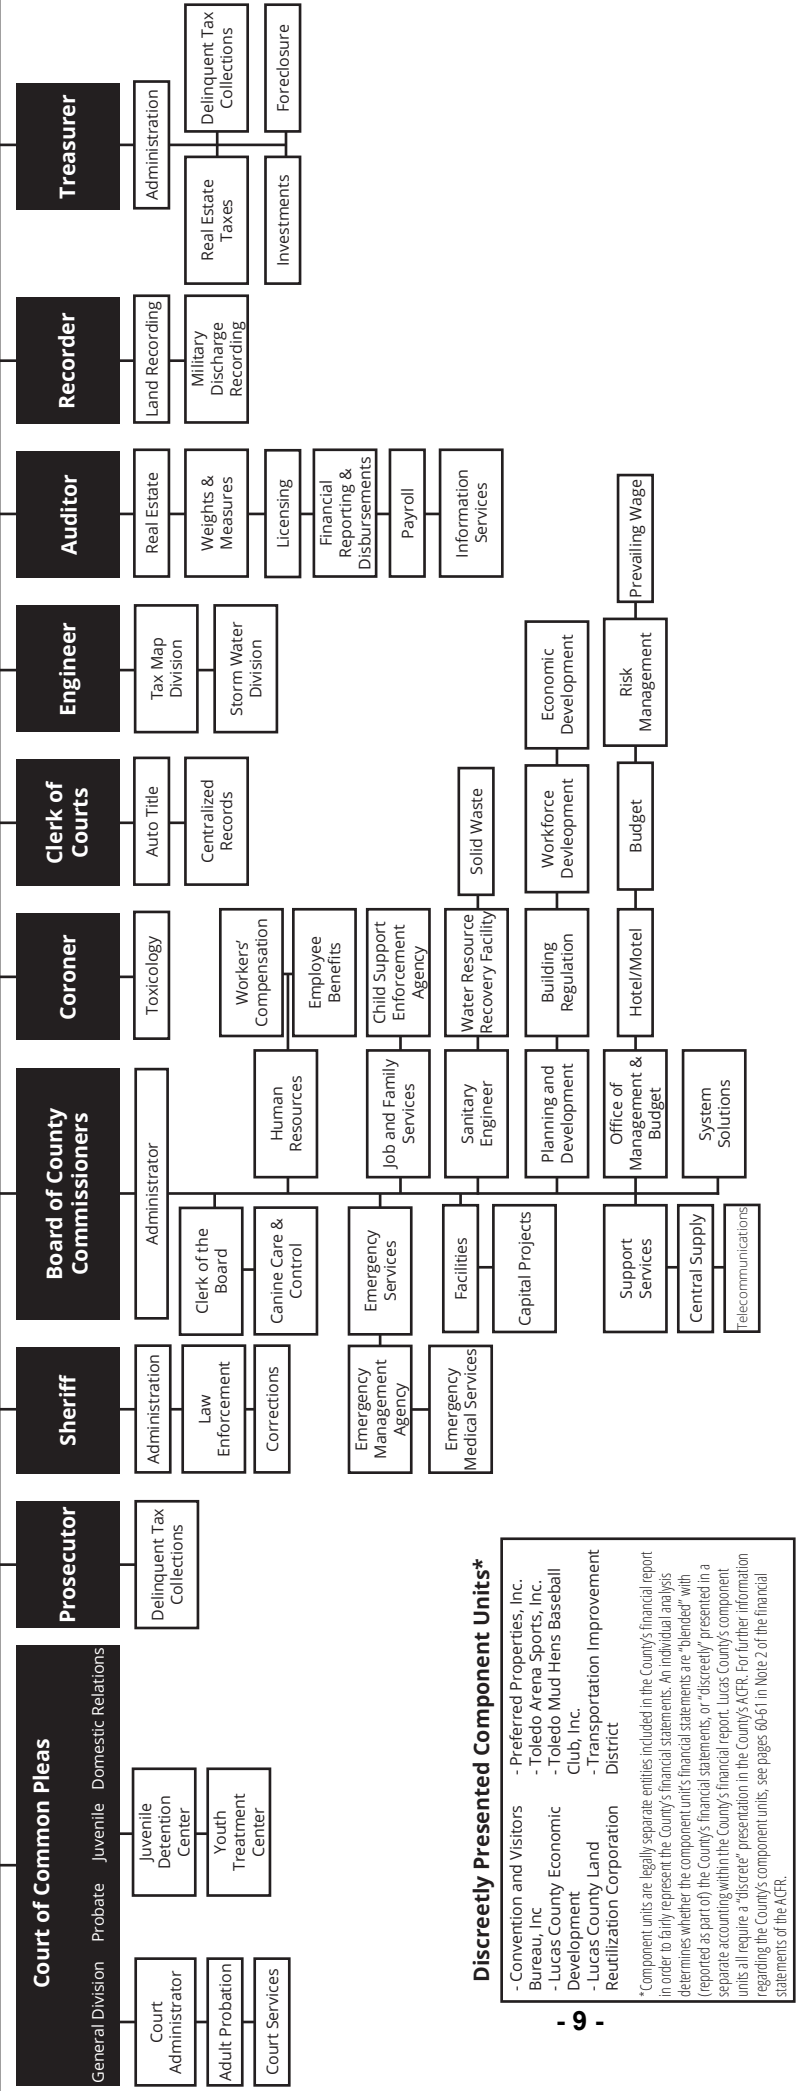 Court of Common Pleas
General Division
Probate
Juvenile
Domestic Relations
Court
Administrator
Adult Probation
Court Services
Juvenile
Detention
Center
Youth
Treatment
Center
Prosecutor
Delinquent Tax
Collections
Sheriff
Administration
Law
Enforcement
Corrections
Board of County
Commissioners
Administrator
Clerk of the
Board
Canine Care &
Control
Human
Resources
Workers'
Compensation
Employee
Benefits
Emergency
Services
Emergency
Management
Agency
Emergency
Medical Services
Job and Family
Services
Child Support
Enforcement
Agency
Facilities
Capital Projects
Sanitary
Engineer
Water Resource
Recovery Facility
Solid Waste
Planning and
Development
Building
Regulation
Workforce
Devleopment
Economic
Development
Support
Services
Central Supply
Telecommunications
Office of
Management &
Budget
Hotel/Motel
Budget
Risk
Management
Prevailing Wage
System
Solutions
Coroner
Toxicology
Clerk of
Courts
Auto Title
Centralized
Records
Engineer
Tax Map
Division
Storm Water
Division
Auditor
Real Estate
Weights &
Measures
Licensing
Financial
Reporting &
Disbursements
Payroll
Information
Services
Recorder
Land Recording
Military
Discharge
Recording
Treasurer
Administration
Real Estate
Taxes
Delinquent Tax
Collections
Investments
Foreclosure
Discreetly Presented Component Units*
- Convention and Visitors
Bureau, Inc
- Lucas County Economic
Development
- Lucas County Land
Reutilization Corporation
- Preferred Properties, Inc.
- Toledo Arena Sports, Inc.
- Toledo Mud Hens Baseball
Club, Inc.
- Transportation Improvement
District
*Component units are legally separate entities included in the County's financial report
in order to fairly represent the County's financial statements. An individual analysis
determines whether the component unit's financial statements are "blended" with
(reported as part of) the County's financial statements, or "discreetly" presented in a
separate accounting within the County's financial report. Lucas County's component
units all require a "discrete" presentation in the County's ACFR. For further information
regarding the County's component units, see pages 60-61 in Note 2 of the financial
statements of the ACFR.
- 9 -